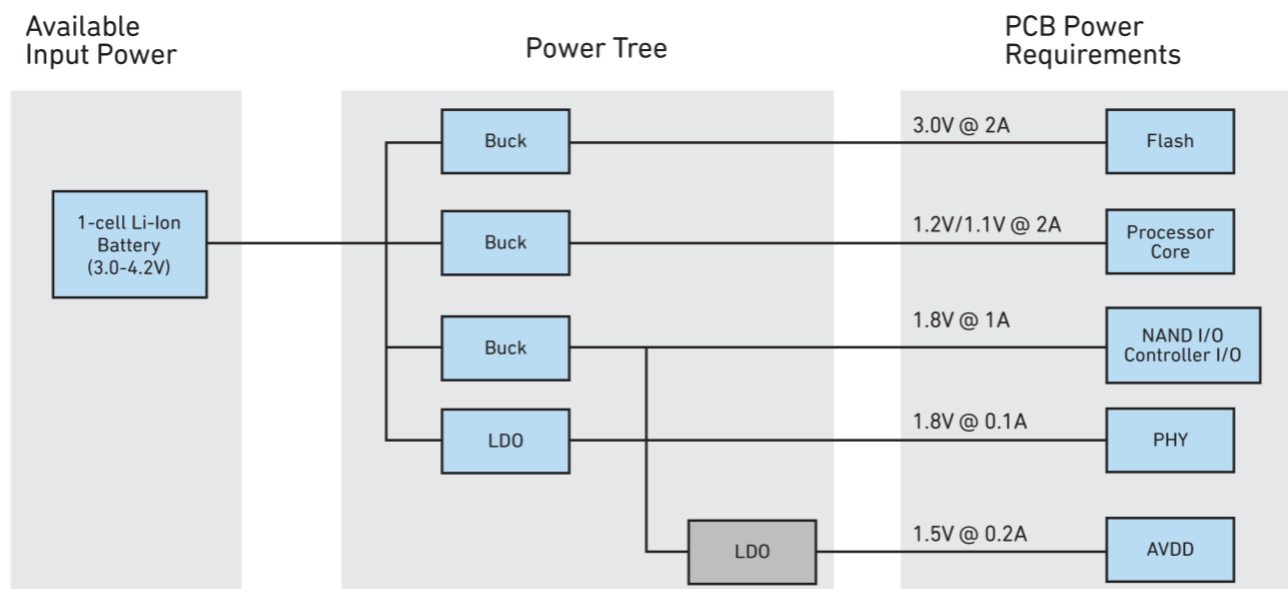 Available
Input Power
Power Tree
PCB Power
Requirements
1-cell Li-Ion
Battery
(3.0-4.2V)
Buck
3.0V @ 2A
Flash
Buck
1.2V/1.1V @ 2A
Processor
Core
Buck
1.8V @ 1A
NAND I/O
Controller I/O
LDO
1.8V @ 0.1A
PHY
LDO
1.5V @ 0.2A
AVDD